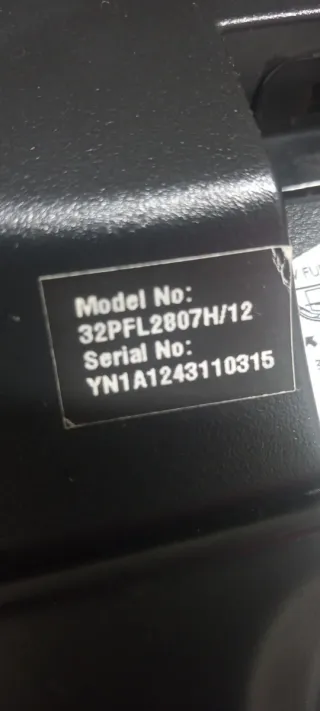 Model No:
32PFL2807H/12
Serial No:
YN1A1243110315